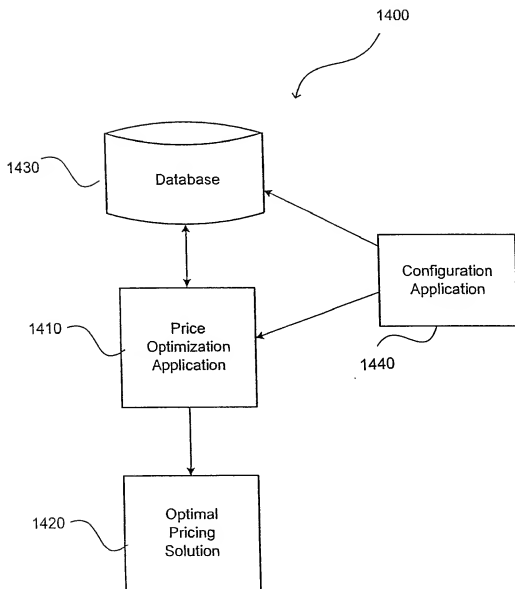 1400
1430
Database
Configuration
Application
1410
Price
Optimization
Application
1440
1420
Optimal
Pricing
Solution